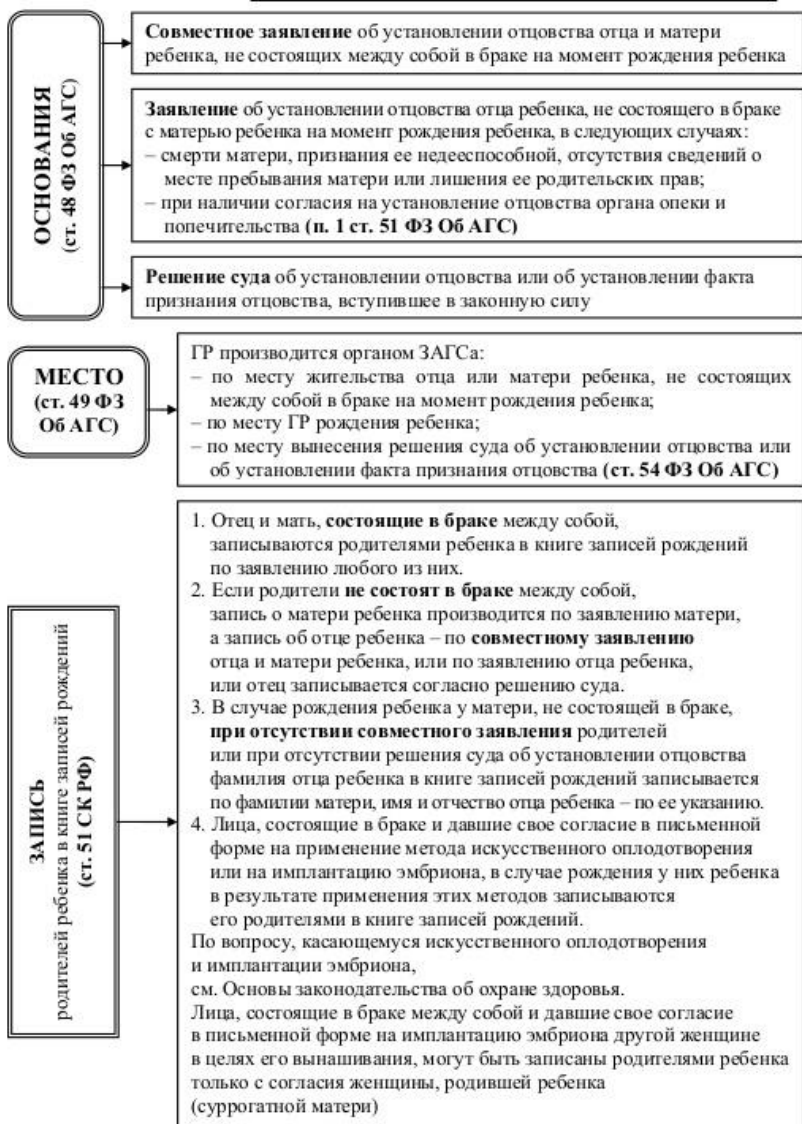 ОСНОВАНИЯ
(ст. 48 ФЗ Об АГС)
Совместное заявление об установлении отцовства отца и матери
ребенка, не состоящих между собой в браке на момент рождения ребенка
Заявление об установлении отцовства отца ребенка, не состоящего в браке
с матерью ребенка на момент рождения ребенка, в следующих случаях:
– смерти матери, признания ее недееспособной, отсутствия сведений о
месте пребывания матери или лишения ее родительских прав;
– при наличии согласия на установление отцовства органа опеки и
попечительства (п. 1 ст. 51 ФЗ Об АГС)
Решение суда об установлении отцовства или об установлении факта
признания отцовства, вступившее в законную силу
МЕСТО
(ст. 49 ФЗ
Об АГС)
ГР производится органом ЗАГСа:
– по месту жительства отца или матери ребенка, не состоящих
между собой в браке на момент рождения ребенка;
– по месту ГР рождения ребенка;
– по месту вынесения решения суда об установлении отцовства или
об установлении факта признания отцовства (ст. 54 ФЗ Об АГС)
ЗАПИСЬ
родителей ребенка в книге записей рождений
(ст. 51 СК РФ)
1. Отец и мать, состоящие в браке между собой,
записываются родителями ребенка в книге записей рождений
по заявлению любого из них.
2. Если родители не состоят в браке между собой,
запись о матери ребенка производится по заявлению матери,
а запись об отце ребенка – по совместному заявлению
отца и матери ребенка, или по заявлению отца ребенка,
или отец записывается согласно решению суда.
3. В случае рождения ребенка у матери, не состоящей в браке,
при отсутствии совместного заявления родителей
или при отсутствии решения суда об установлении отцовства
фамилия отца ребенка в книге записей рождений записывается
по фамилии матери, имя и отчество отца ребенка – по ее указанию.
4. Лица, состоящие в браке и давшие свое согласие в письменной
форме на применение метода искусственного оплодотворения
или на имплантацию эмбриона, в случае рождения у них ребенка
в результате применения этих методов записываются
его родителями в книге записей рождений.
По вопросу, касающемуся искусственного оплодотворения
и имплантации эмбриона,
см. Основы законодательства об охране здоровья.
Лица, состоящие в браке между собой и давшие свое согласие
в письменной форме на имплантацию эмбриона другой женщине
в целях его вынашивания, могут быть записаны родителями ребенка
только с согласия женщины, родившей ребенка
(суррогатной матери)